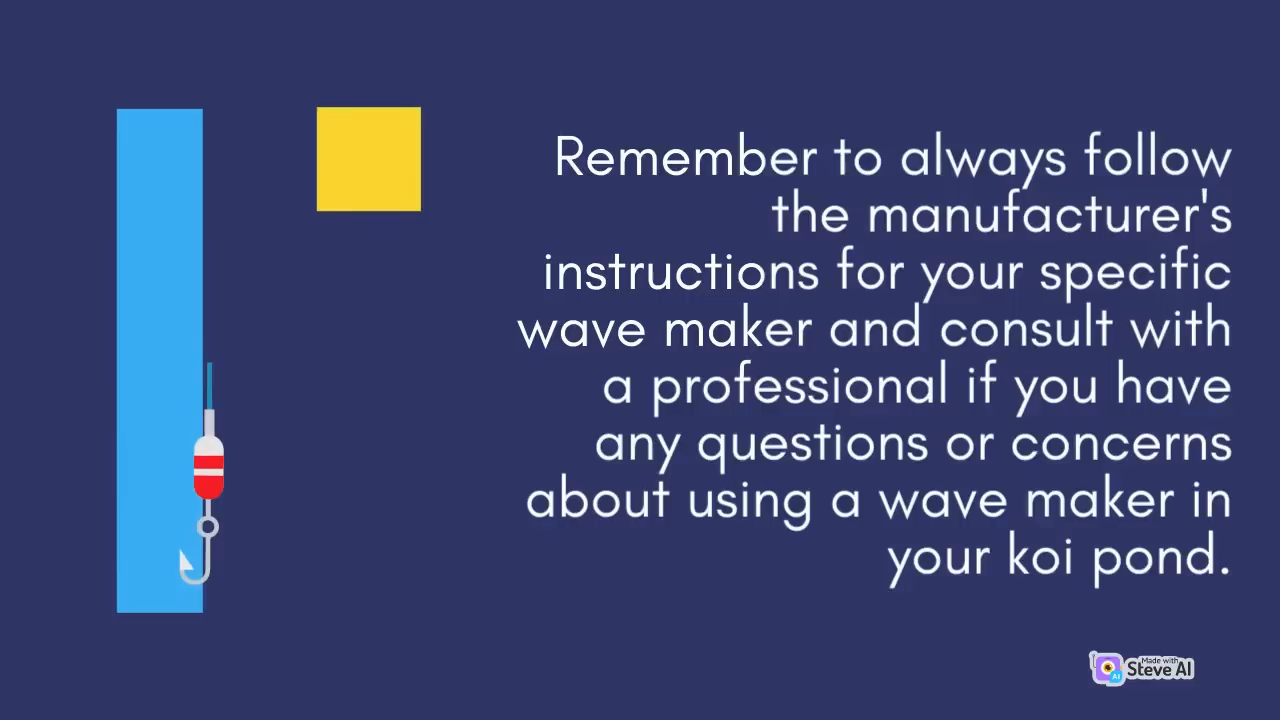 Remember to always follow
the manufacturer's
instructions for your specific
wave maker and consult with
a professional if you have
any questions or concerns
about using a wave maker in
your koi pond.
Made with
Steve AI
AI